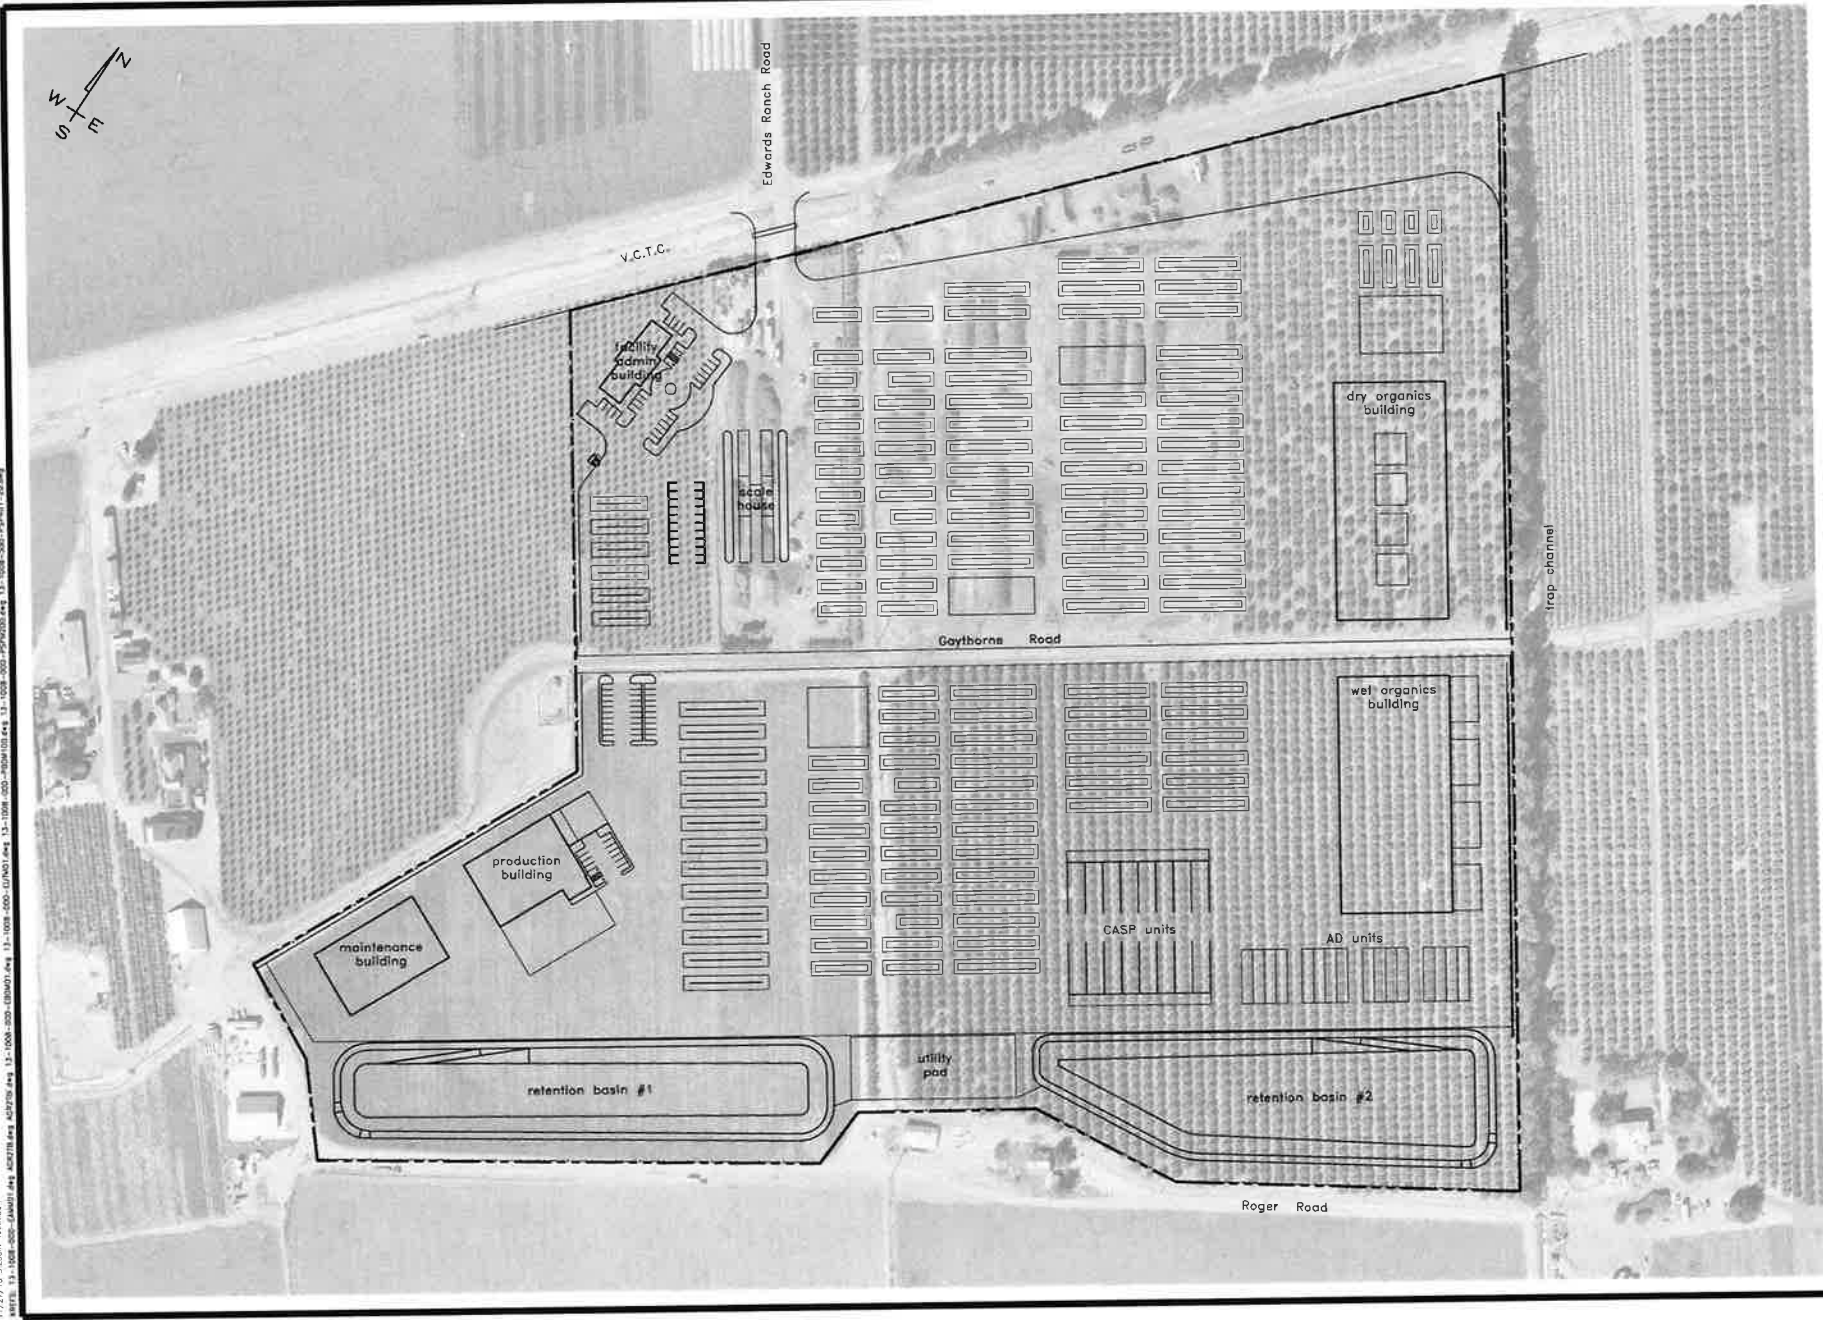 N
W
E
S
Edwards Ranch Road
V.C.T.C.
facility
admin
building
scale
house
dry organics
building
trap channel
Gaythorne Road
wet organics
building
production
building
maintenance
building
CASP units
AD units
utility
pad
retention basin #1
retention basin #2
Roger Road